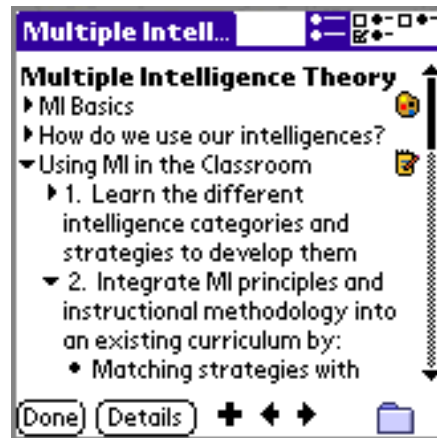 Multiple Intell...
Multiple Intelligence Theory
MI Basics
How do we use our intelligences?
Using MI in the Classroom
1. Learn the different
intelligence categories and
strategies to develop them
2. Integrate MI principles and
instructional methodology into
an existing curriculum by:
• Matching strategies with
Done Details